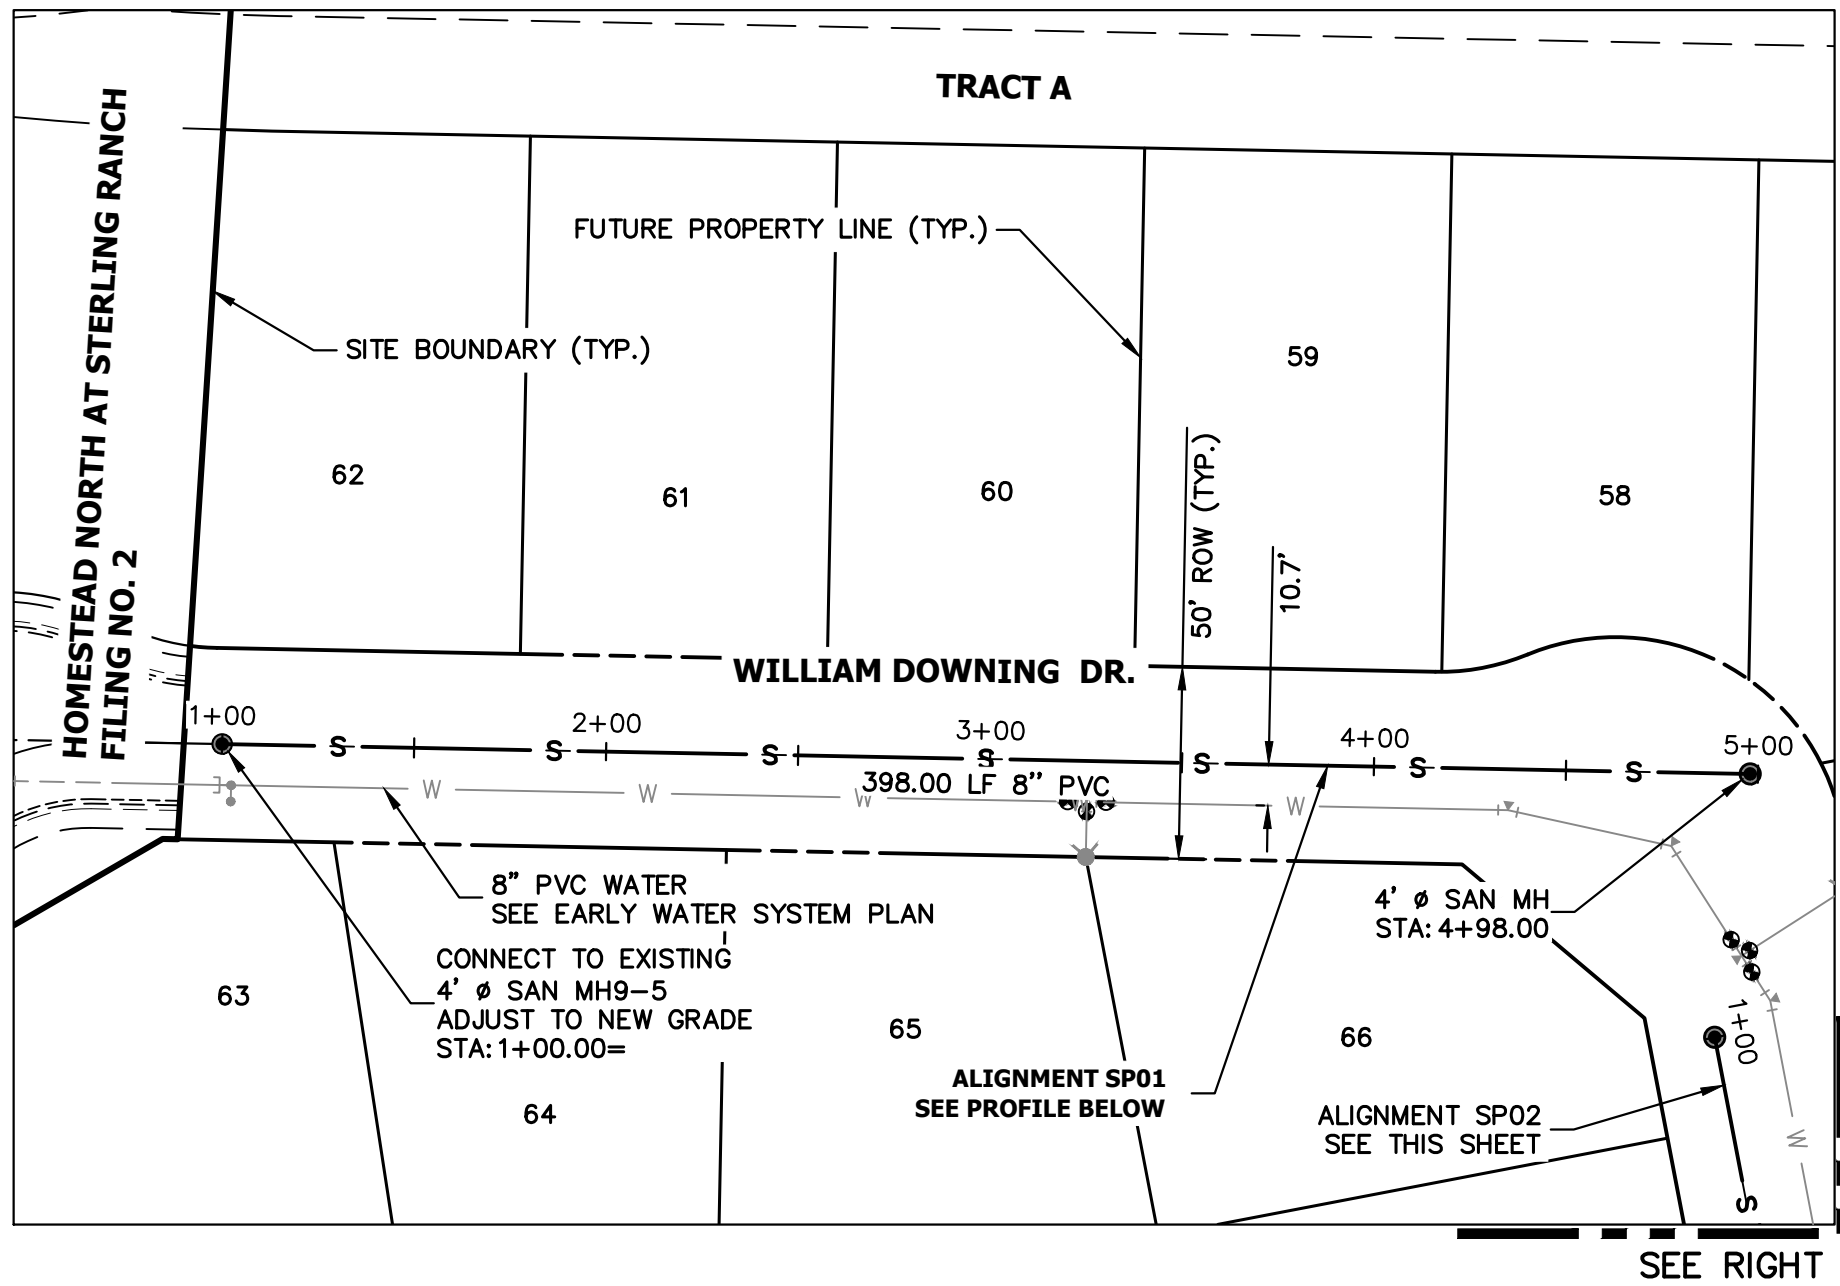 TRACT A
HOMESTEAD NORTH AT STERLING RANCH
FILING NO. 2
FUTURE PROPERTY LINE (TYP.)
SITE BOUNDARY (TYP.)
59
62
61
60
58
50' ROW (TYP.)
10.7'
WILLIAM DOWNING DR.
1+00
2+00
3+00
4+00
5+00
S
S
S
S
S
S
S
398.00 LF 8" PVC
W
W
W
W
W
8" PVC WATER
SEE EARLY WATER SYSTEM PLAN
CONNECT TO EXISTING
4' ø SAN MH9-5
ADJUST TO NEW GRADE
STA: 1+00.00=
4' ø SAN MH
STA: 4+98.00
63
64
65
66
1+00
ALIGNMENT SP01
SEE PROFILE BELOW
ALIGNMENT SP02
SEE THIS SHEET
W
S
SEE RIGHT